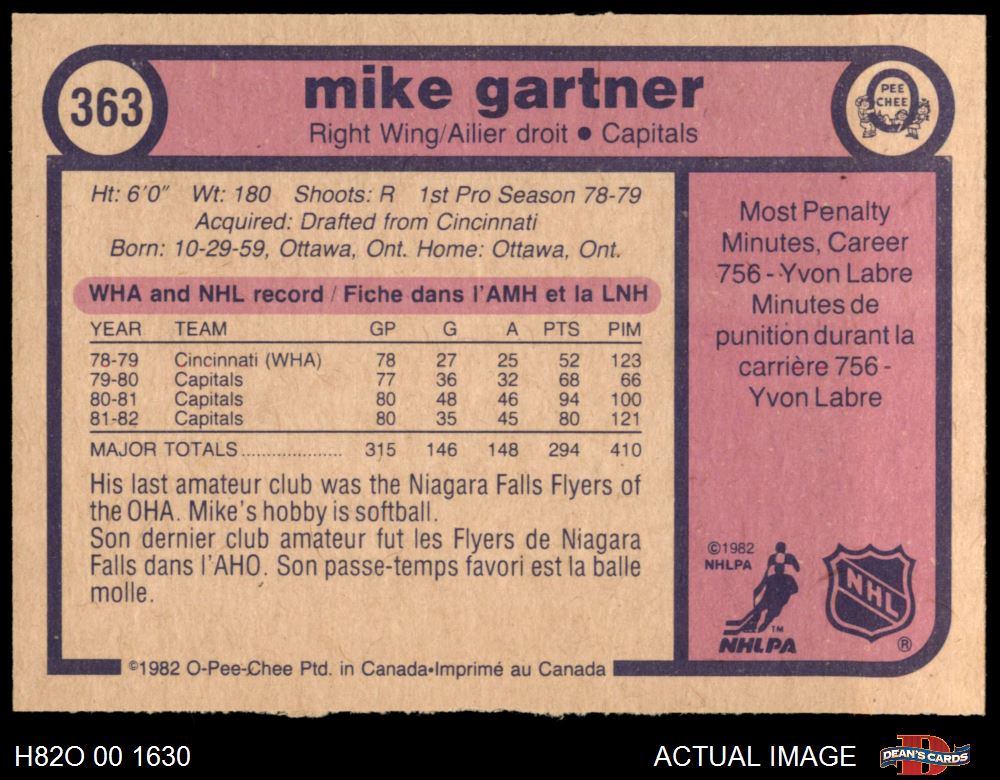 363
mike gartner
Right Wing/Ailier droit • Capitals
O PEE CHEE
Ht: 6'0" Wt: 180 Shoots: R 1st Pro Season 78-79
Acquired: Drafted from Cincinnati
Born: 10-29-59, Ottawa, Ont. Home: Ottawa, Ont.
WHA and NHL record / Fiche dans l'AMH et la LNH
YEAR TEAM GP G A PTS PIM
78-79 Cincinnati (WHA) 78 27 25 52 123
79-80 Capitals 77 36 32 68 66
80-81 Capitals 80 48 46 94 100
81-82 Capitals 80 35 45 80 121
MAJOR TOTALS.................... 315 146 148 294 410
His last amateur club was the Niagara Falls Flyers of
the OHA. Mike's hobby is softball.
Son dernier club amateur fut les Flyers de Niagara
Falls dans l'AHO. Son passe-temps favori est la balle
molle.
Most Penalty
Minutes, Career
756 - Yvon Labre
Minutes de
punition durant la
carrière 756 -
Yvon Labre
©1982
NHLPA
TM
NHLPA
NHL
®
©1982 O-Pee-Chee Ptd. in Canada•Imprimé au Canada
H82O 00 1630
ACTUAL IMAGE
DEAN'S CARDS